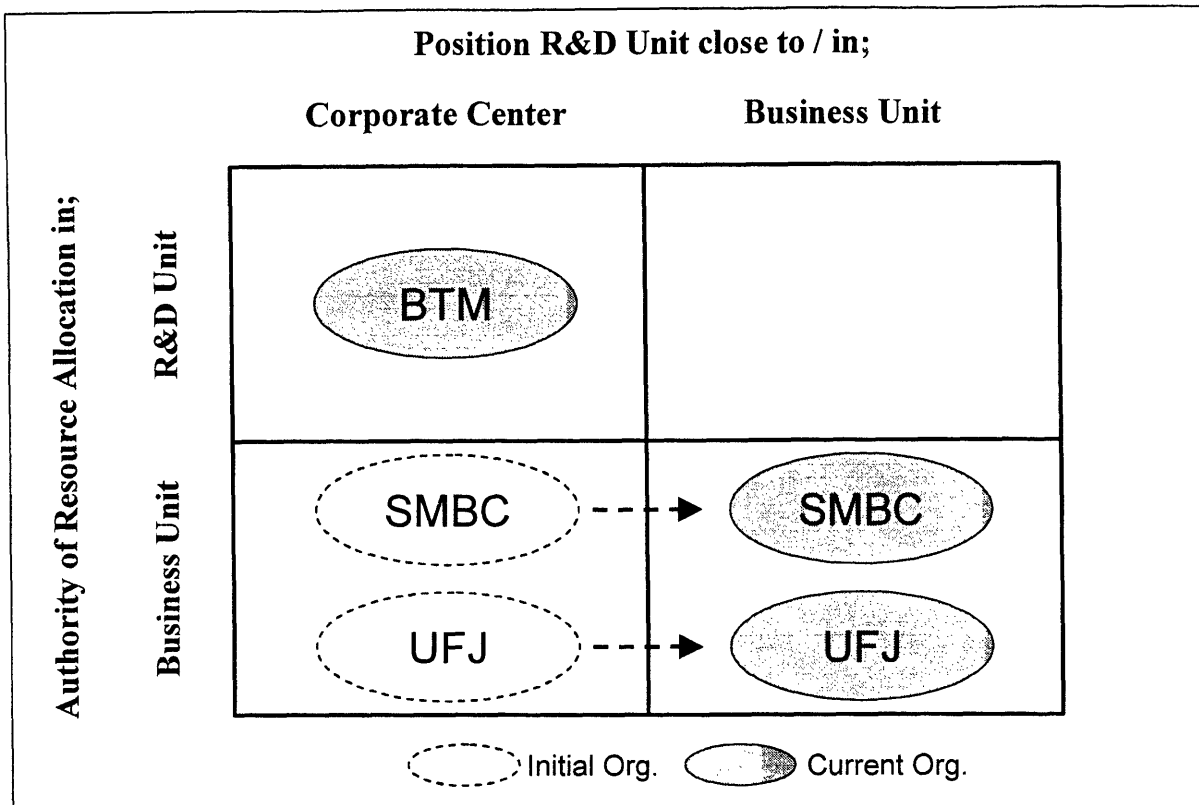 Position R&D Unit close to / in;
Corporate Center
Business Unit
Authority of Resource Allocation in;
R&D Unit
BTM
Business Unit
SMBC
SMBC
UFJ
UFJ
Initial Org.
Current Org.